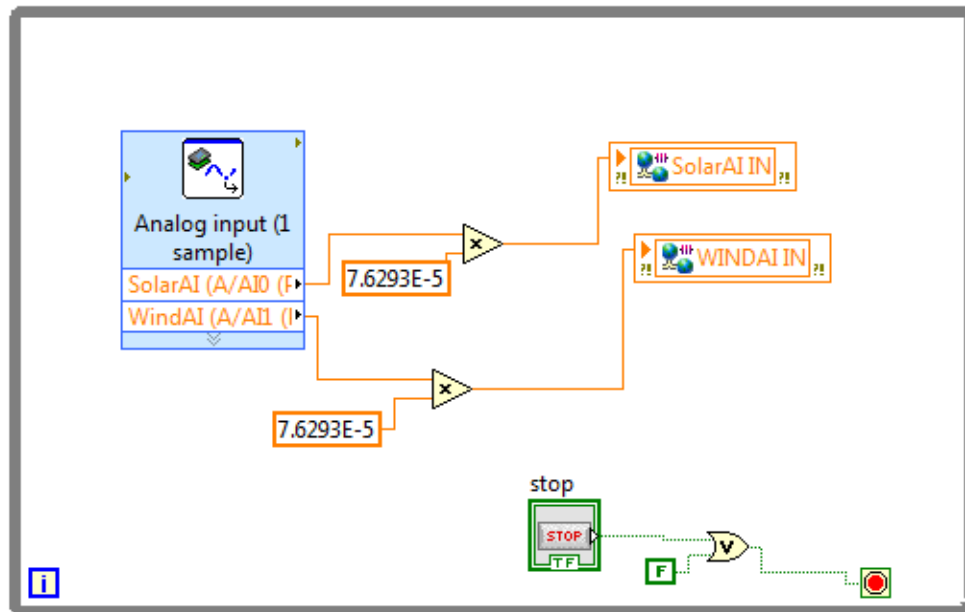 Analog input (1
sample)
SolarAI (A/AI0 (F
WindAI (A/AI1 (I
7.6293E-5
x
SolarAI IN
?!
?!
WINDAI IN
?!
?!
x
7.6293E-5
stop
STOP
TF
F
V
i